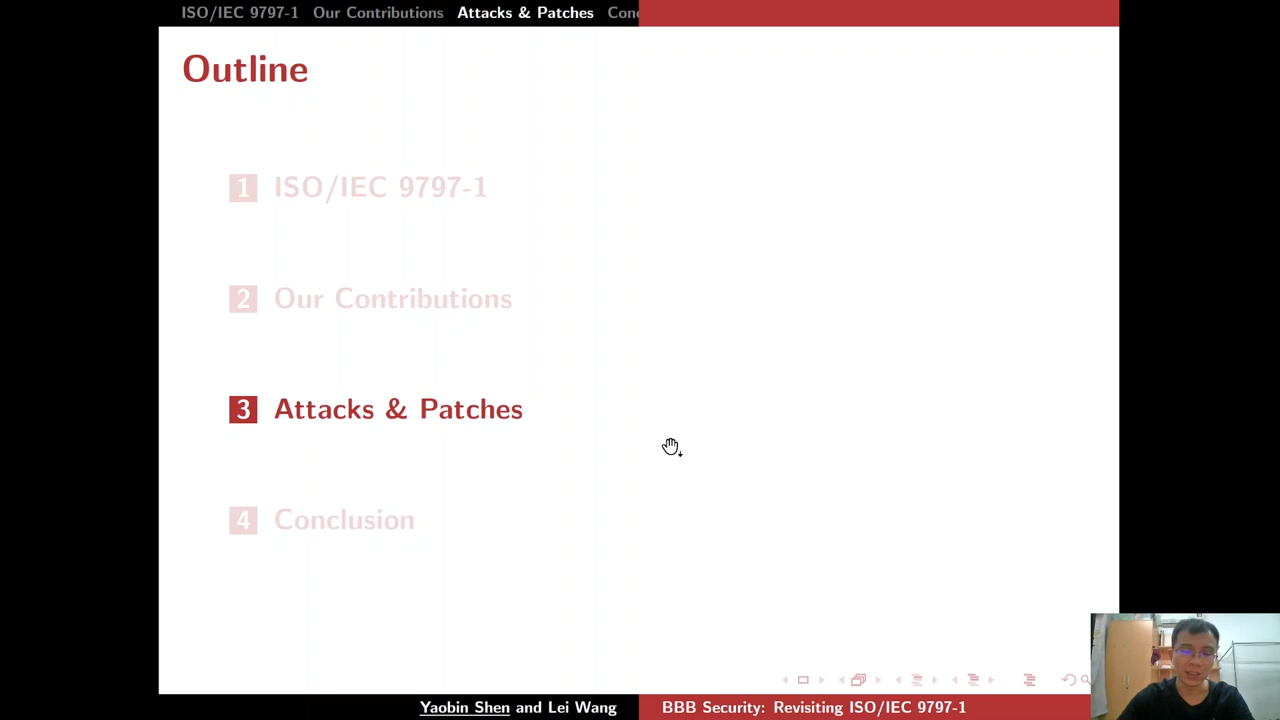 ISO/IEC 9797-1 Our Contributions Attacks & Patches Conc
Outline
1 ISO/IEC 9797-1
2 Our Contributions
3 Attacks & Patches
4 Conclusion
Yaobin Shen and Lei Wang BBB Security: Revisiting ISO/IEC 9797-1